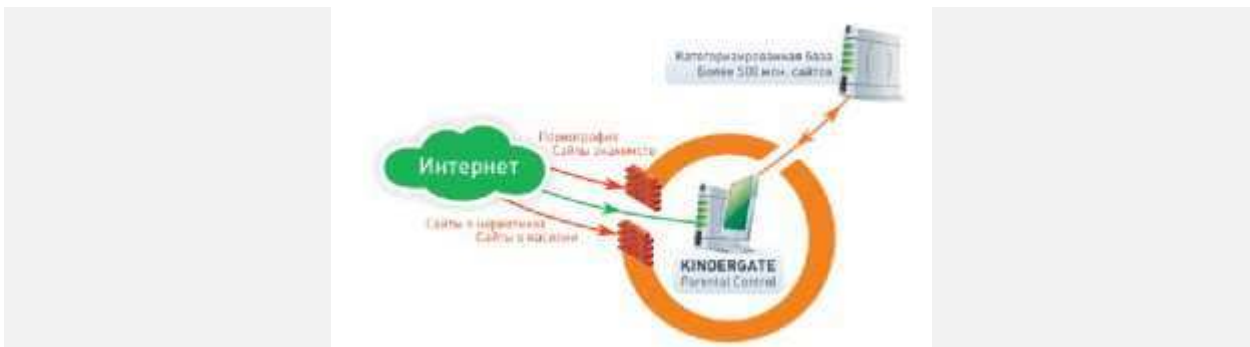 Категоризированная база
Более 500 млн. сайтов
Порнография
Сайты знакомств
Интернет
Сайты о наркотиках
Сайты о насилии
KINDERGATE
Parental Control